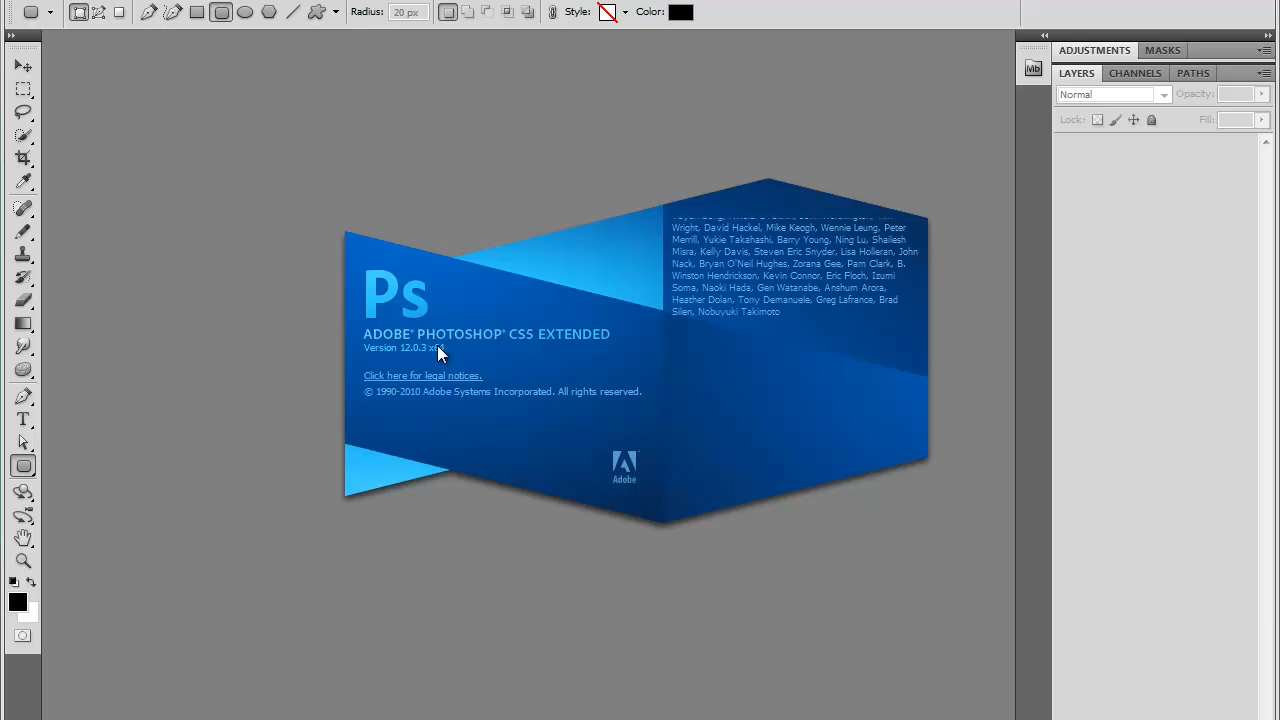 Radius: 20 px Style: Color:
ADJUSTMENTS MASKS
Mb
LAYERS CHANNELS PATHS
Normal Opacity:
Lock: Fill:
Wright, David Hackel, Mike Keogh, Wennie Leung, Peter
Merrill, Yukie Takahashi, Barry Young, Ning Lu, Shailesh
Misra, Kelly Davis, Steven Eric Snyder, Lisa Holleran, John
Nack, Bryan O'Neil Hughes, Zorana Gee, Pam Clark, B.
Winston Hendrickson, Kevin Connor, Eric Floch, Izumi
Soma, Naoki Hada, Gen Watanabe, Anshum Arora,
Heather Dolan, Tony Demanuele, Greg Lafrance, Brad
Silen, Nobuyuki Takimoto
Ps
ADOBE® PHOTOSHOP® CS5 EXTENDED
Version 12.0.3 x64
Click here for legal notices.
© 1990-2010 Adobe Systems Incorporated. All rights reserved.
Adobe
T